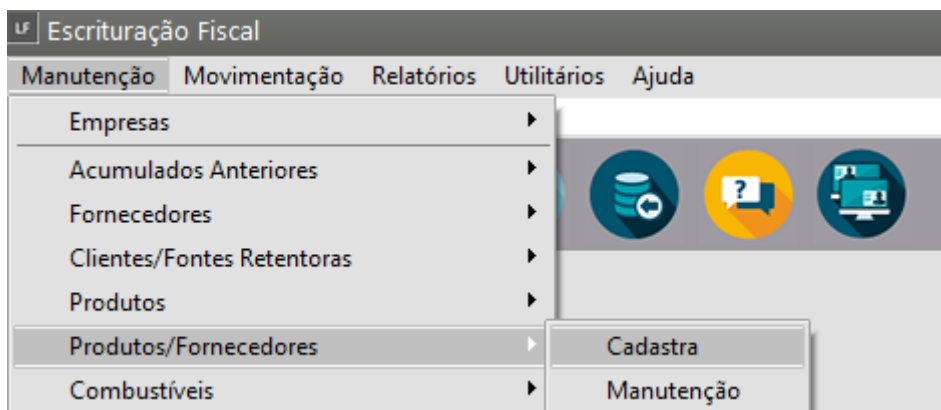 LF Escrituração Fiscal
Manutenção Movimentação Relatórios Utilitários Ajuda
Empresas
Acumulados Anteriores
Fornecedores
Clientes/Fontes Retentoras
Produtos
Produtos/Fornecedores
Cadastra
Combustíveis
Manutenção
?